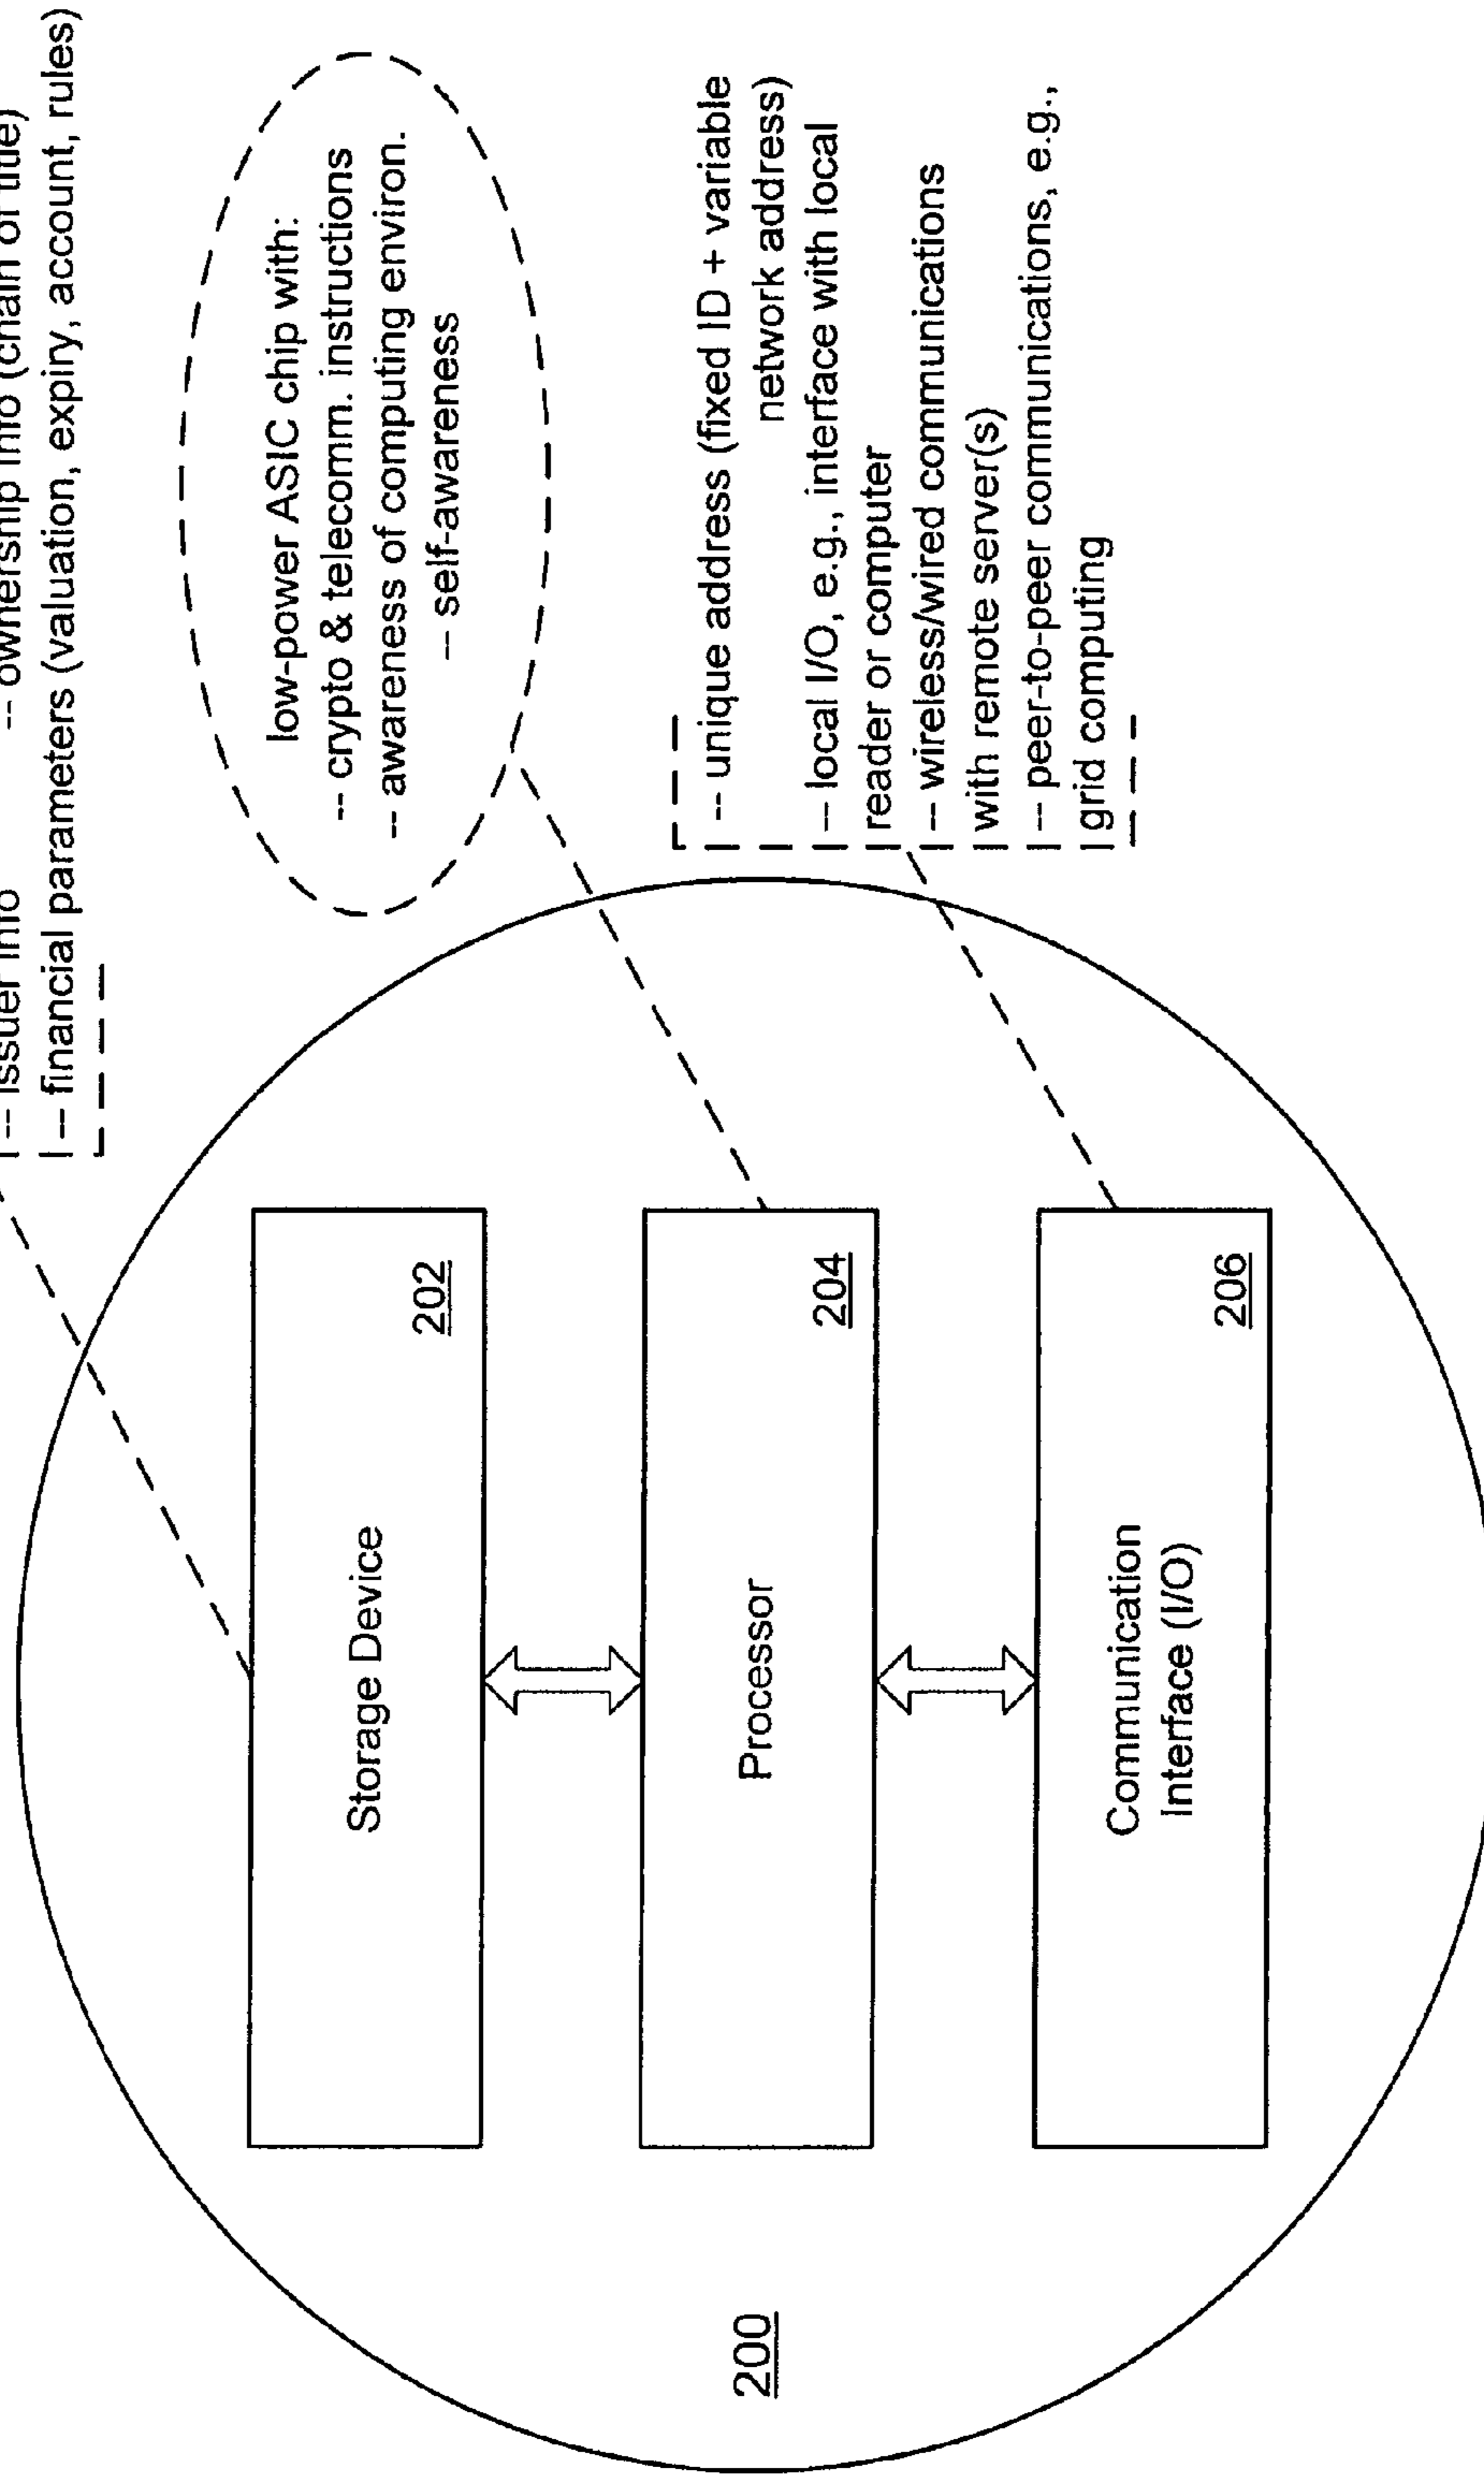 -- issuer info -- ownership info (chain of title)
-- financial parameters (valuation, expiry, account, rules)
low-power ASIC chip with:
-- crypto & telecomm. instructions
-- awareness of computing environ.
-- self-awareness
-- unique address (fixed ID + variable
network address)
-- local I/O, e.g., interface with local
reader or computer
-- wireless/wired communications
with remote server(s)
-- peer-to-peer communications, e.g.,
grid computing
Storage Device
202
Processor
204
Communication
Interface (I/O)
206
200